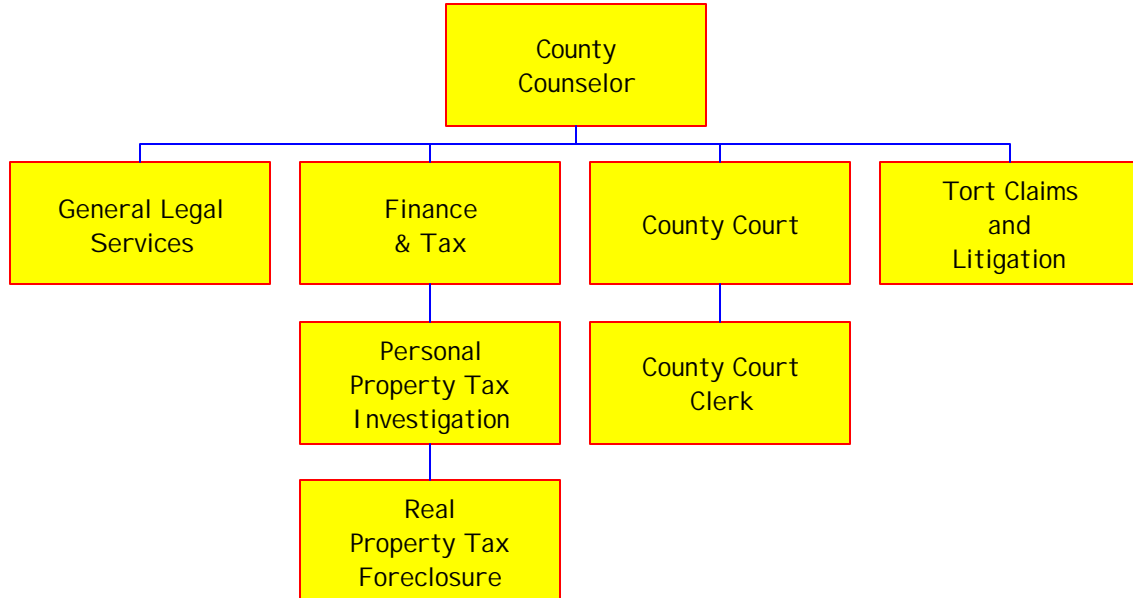 County
Counselor
General Legal
Services
Finance
& Tax
County Court
Tort Claims
and
Litigation
Personal
Property Tax
Investigation
County Court
Clerk
Real
Property Tax
Foreclosure